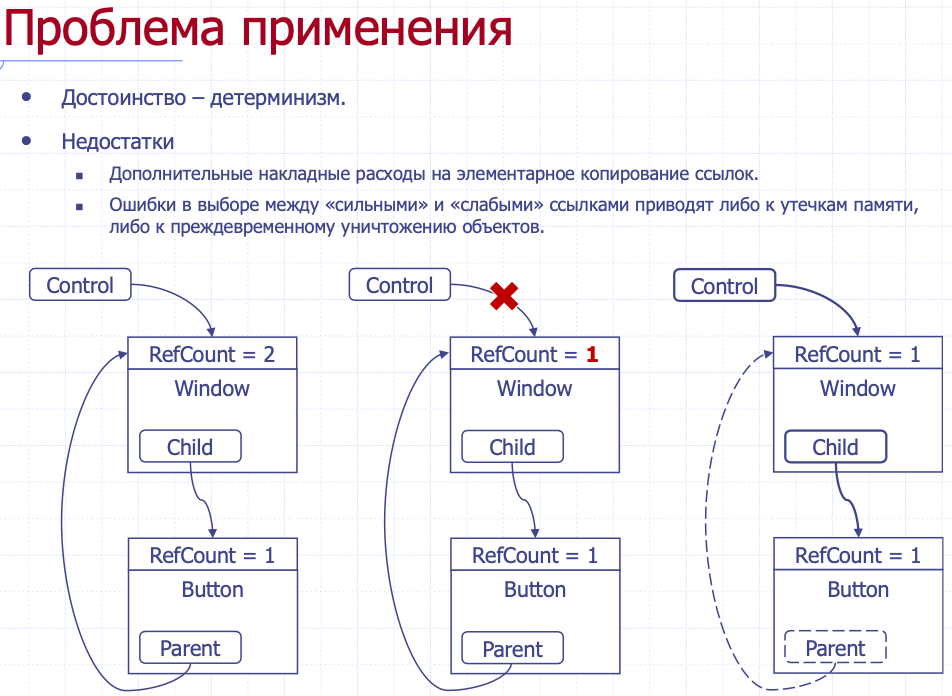 Проблема применения
Достоинство – детерминизм.
Недостатки
Дополнительные накладные расходы на элементарное копирование ссылок.
Ошибки в выборе между «сильными» и «слабыми» ссылками приводят либо к утечкам памяти,
либо к преждевременному уничтожению объектов.
Control
RefCount = 2
Window
Child
RefCount = 1
Button
Parent
Control
RefCount = 1
Window
Child
RefCount = 1
Button
Parent
Control
RefCount = 1
Window
Child
RefCount = 1
Button
Parent